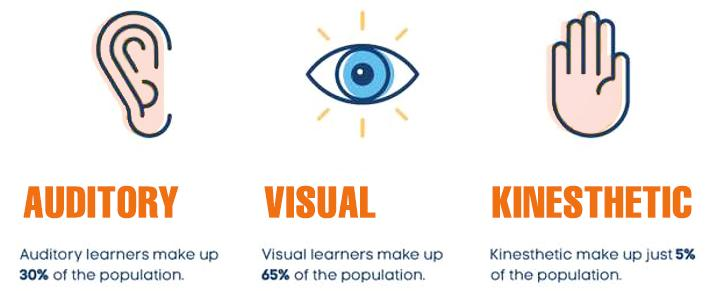 AUDITORY
Auditory learners make up
30% of the population.
VISUAL
Visual learners make up
65% of the population.
KINESTHETIC
Kinesthetic make up just 5%
of the population.